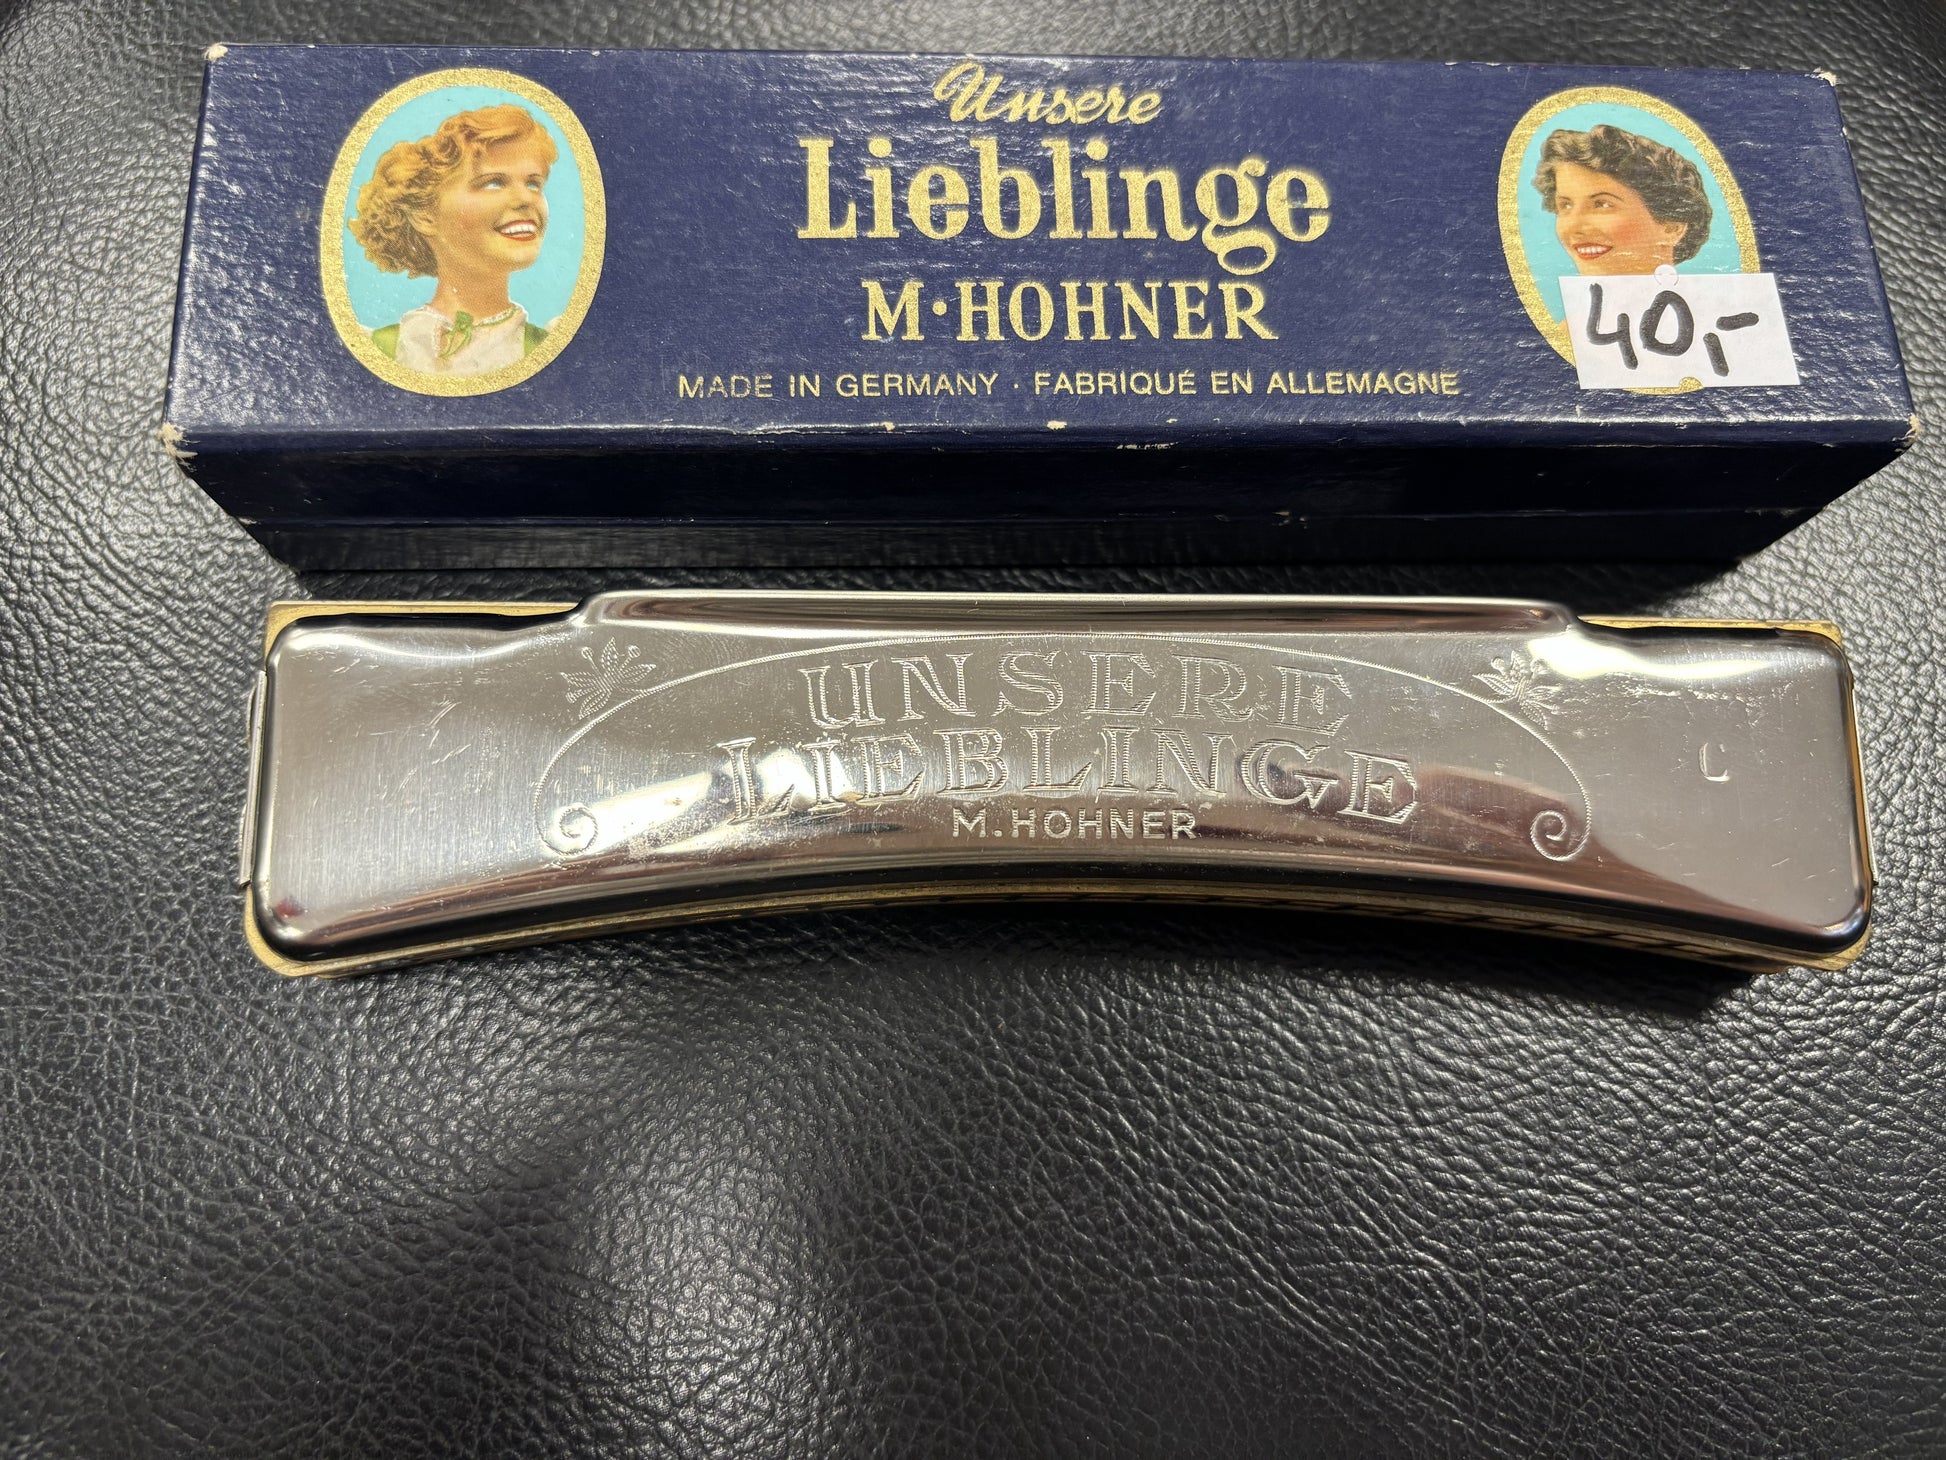 Unsere
Lieblinge
M·HOHNER
MADE IN GERMANY · FABRIQUÉ EN ALLEMAGNE
40,-
UNSERE
LIEBLINGE
M. HOHNER
C